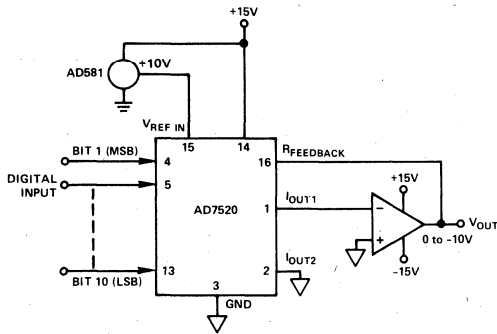 +15V
AD581
+10V
VREF IN
15
14
BIT 1 (MSB)
4
16
RFEEDBACK
DIGITAL
INPUT
5
AD7520
1
IOUT1
+15V
−
+
VOUT
0 to -10V
-15V
BIT 10 (LSB)
13
2
IOUT2
3
GND